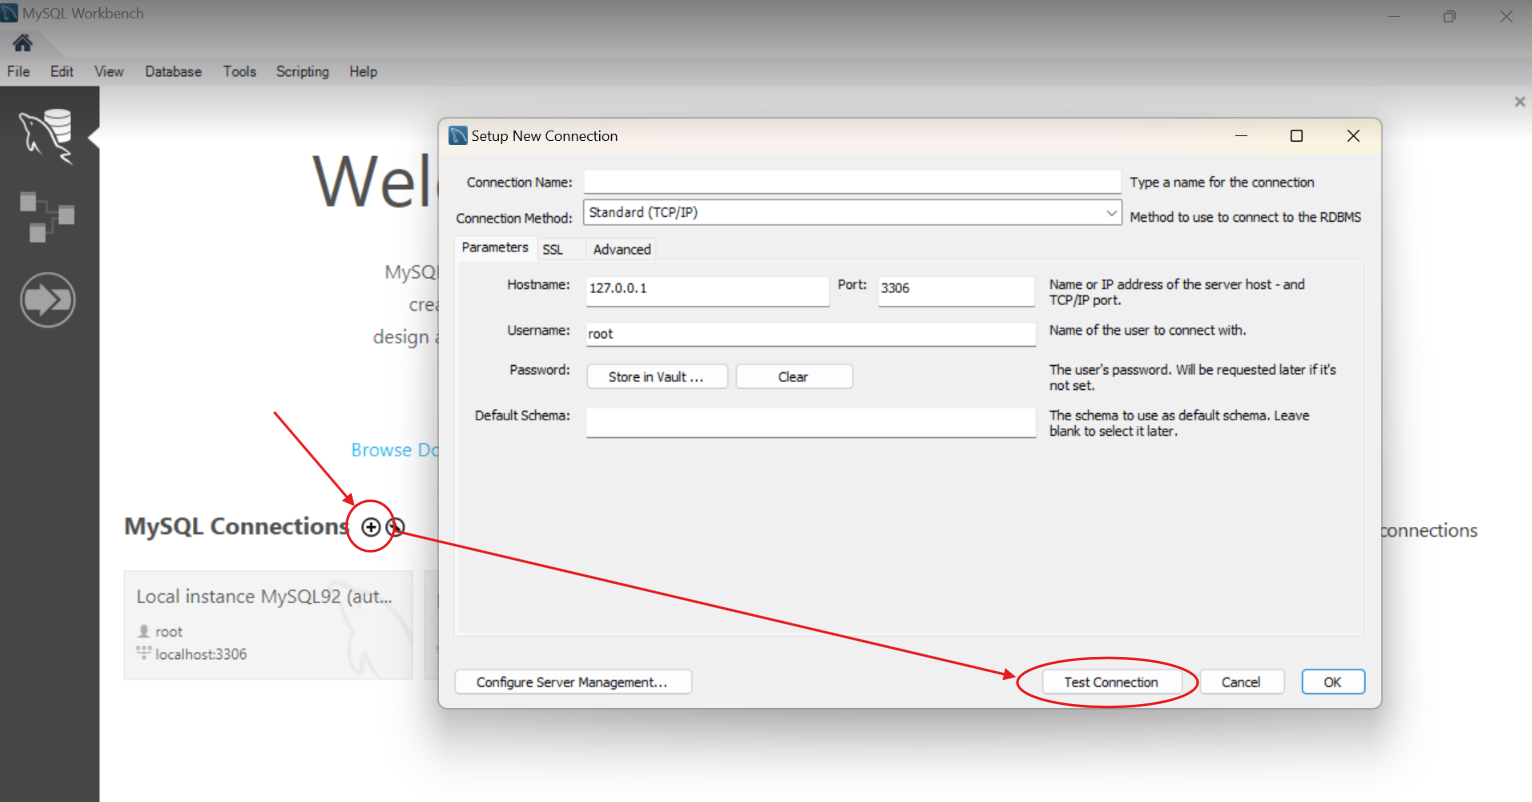 MySQL Workbench
File Edit View Database Tools Scripting Help
Setup New Connection
Connection Name: Type a name for the connection
Connection Method: Standard (TCP/IP) Method to use to connect to the RDBMS
Parameters SSL Advanced
Hostname: 127.0.0.1 Port: 3306 Name or IP address of the server host - and
TCP/IP port.
Username: root Name of the user to connect with.
Password: Store in Vault ... Clear The user's password. Will be requested later if it's
not set.
Default Schema: The schema to use as default schema. Leave
blank to select it later.
Configure Server Management... Test Connection Cancel OK
Wel
MySQL
crea
design a
Browse Do
MySQL Connections
connections
Local instance MySQL92 (aut...
root
localhost:3306